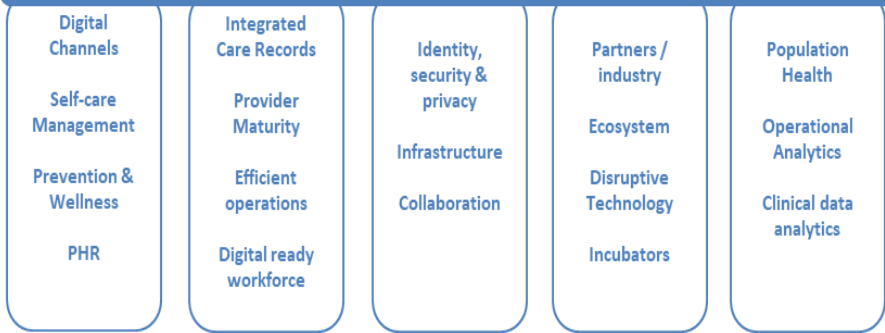 Digital
Channels
Self-care
Management
Prevention &
Wellness
PHR
Integrated
Care Records
Provider
Maturity
Efficient
operations
Digital ready
workforce
Identity,
security &
privacy
Infrastructure
Collaboration
Partners /
industry
Ecosystem
Disruptive
Technology
Incubators
Population
Health
Operational
Analytics
Clinical data
analytics